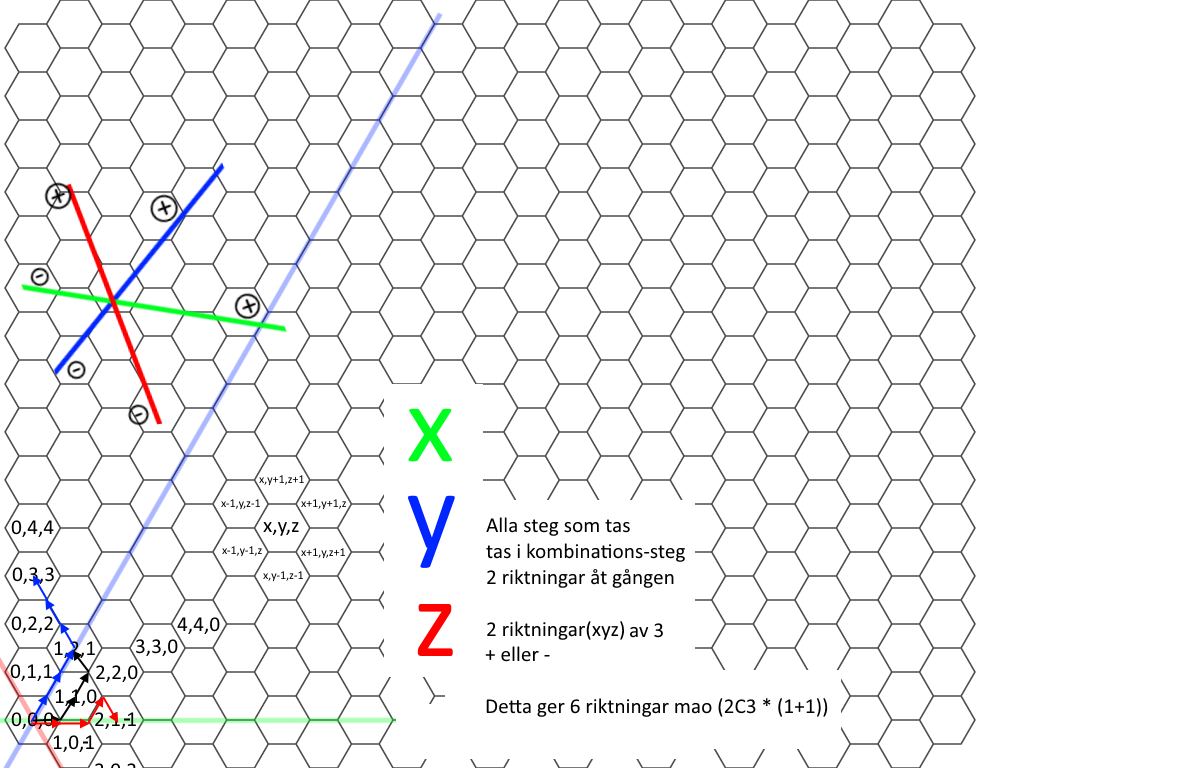 +
+
-
+
-
-
x
x,y+1,z+1
x-1,y,z-1 x+1,y+1,z
y
x,y,z
0,4,4
Alla steg som tas
tas i kombinations-steg
2 riktningar åt gången
x-1,y-1,z x+1,y,z+1
x,y-1,z-1
0,3,3
z
0,2,2
4,4,0
2 riktningar(xyz) av 3
+ eller -
1,2,1
3,3,0
0,1,1
2,2,0
1,1,0
Detta ger 6 riktningar mao (2C3 * (1+1))
0,0,0
2,1,-1
1,0,-1